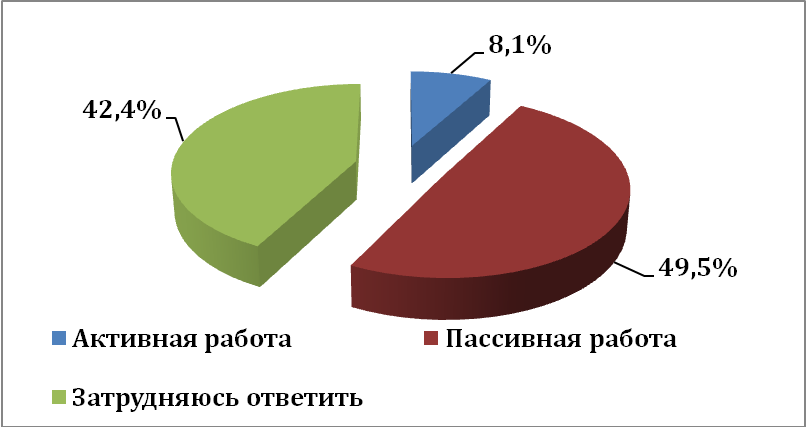 8,1%
42,4%
49,5%
Активная работа
Пассивная работа
Затрудняюсь ответить